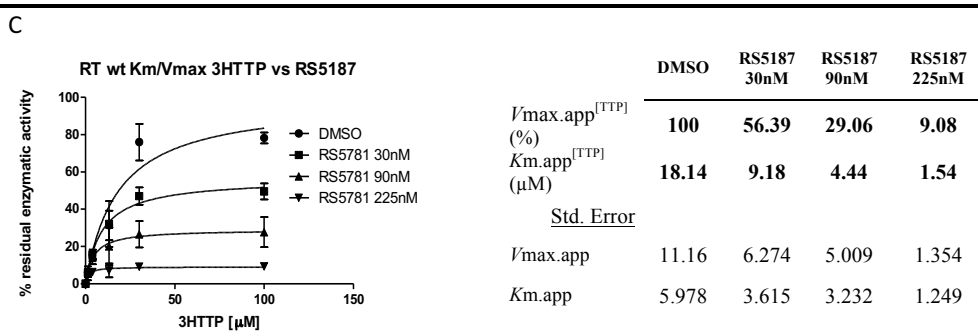 C
RT wt Km/Vmax 3HTTP vs RS5187
% residual enzymatic activity
100
80
60
40
20
0
0
50
100
150
3HTTP [µM]
DMSO
RS5781 30nM
RS5781 90nM
RS5781 225nM
DMSO RS5187 30nM RS5187 90nM RS5187 225nM
Vmax.app[TTP] (%) 100 56.39 29.06 9.08
Km.app[TTP] (µM) 18.14 9.18 4.44 1.54
Std. Error
Vmax.app 11.16 6.274 5.009 1.354
Km.app 5.978 3.615 3.232 1.249